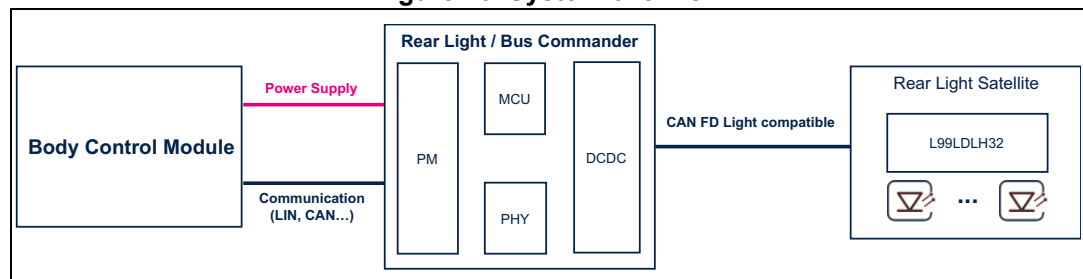 Body Control Module
Power Supply
Communication
(LIN, CAN…)
Rear Light / Bus Commander
PM
MCU
PHY
DCDC
CAN FD Light compatible
Rear Light Satellite
L99LDLH32
...